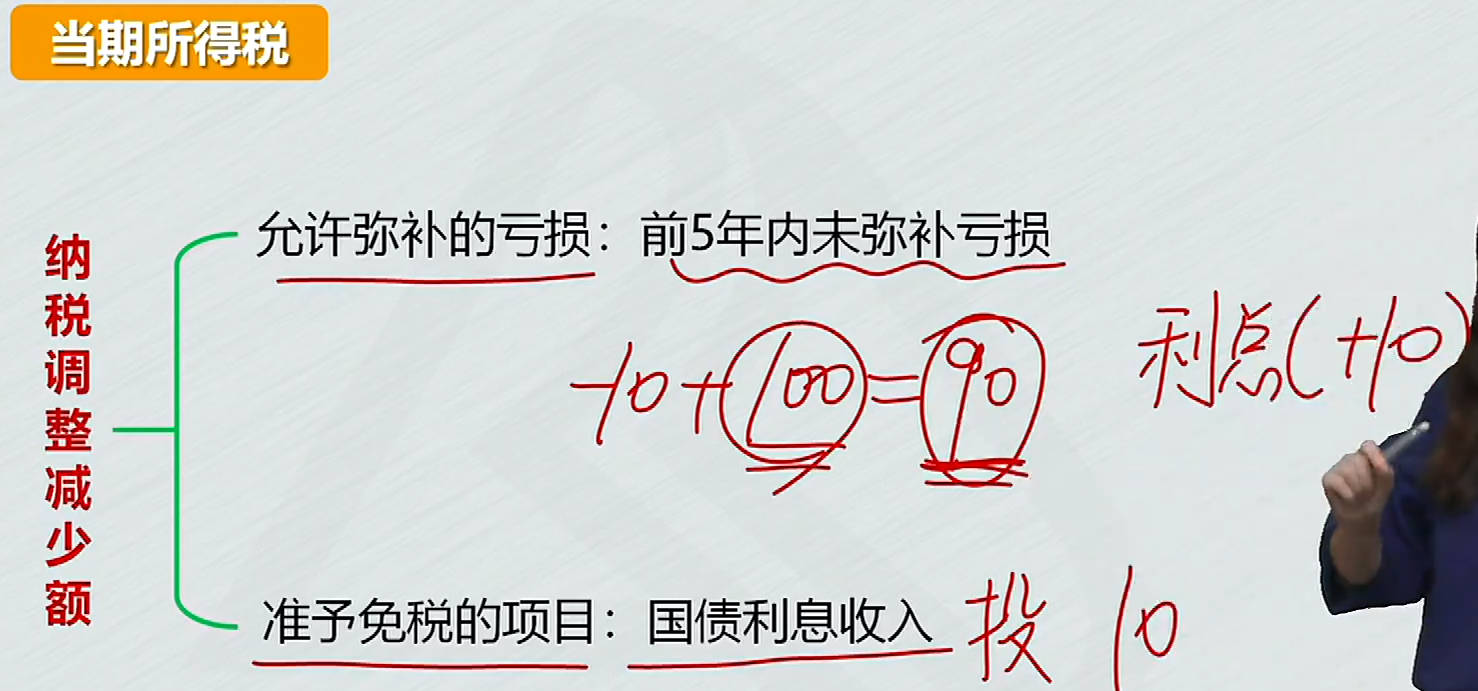 当期所得税
纳税调整减少额
允许弥补的亏损：前5年内未弥补亏损
-10+100=90
利点(+10)
准予免税的项目：国债利息收入 投 10